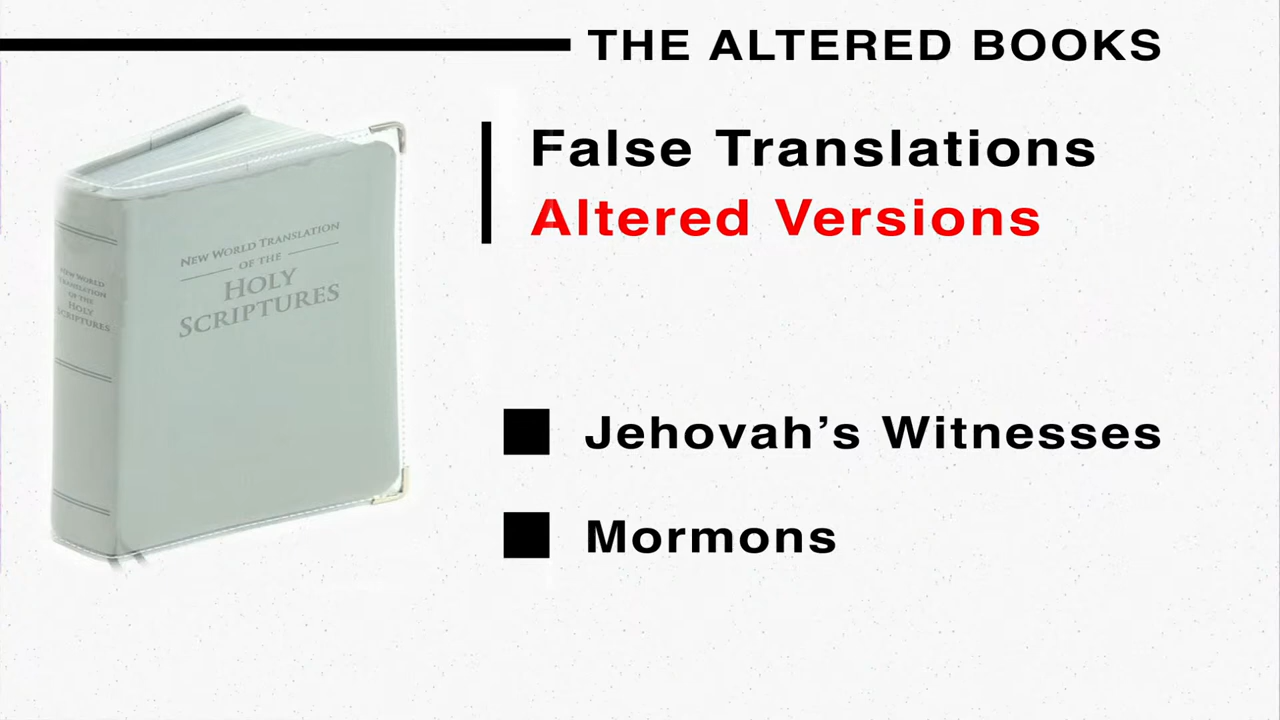 THE ALTERED BOOKS
False Translations
Altered Versions
NEW WORLD TRANSLATION
OF THE
HOLY
SCRIPTURES
NEW WORLD
TRANSLATION
OF THE
HOLY
SCRIPTURES
Jehovah’s Witnesses
Mormons